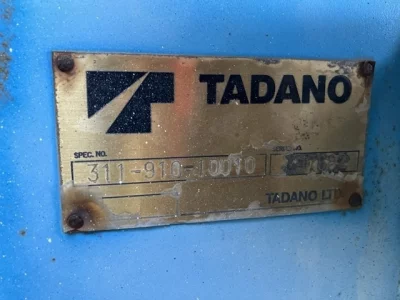 TADANO
SPEC. NO.
311-910-10010
TADANO LTD